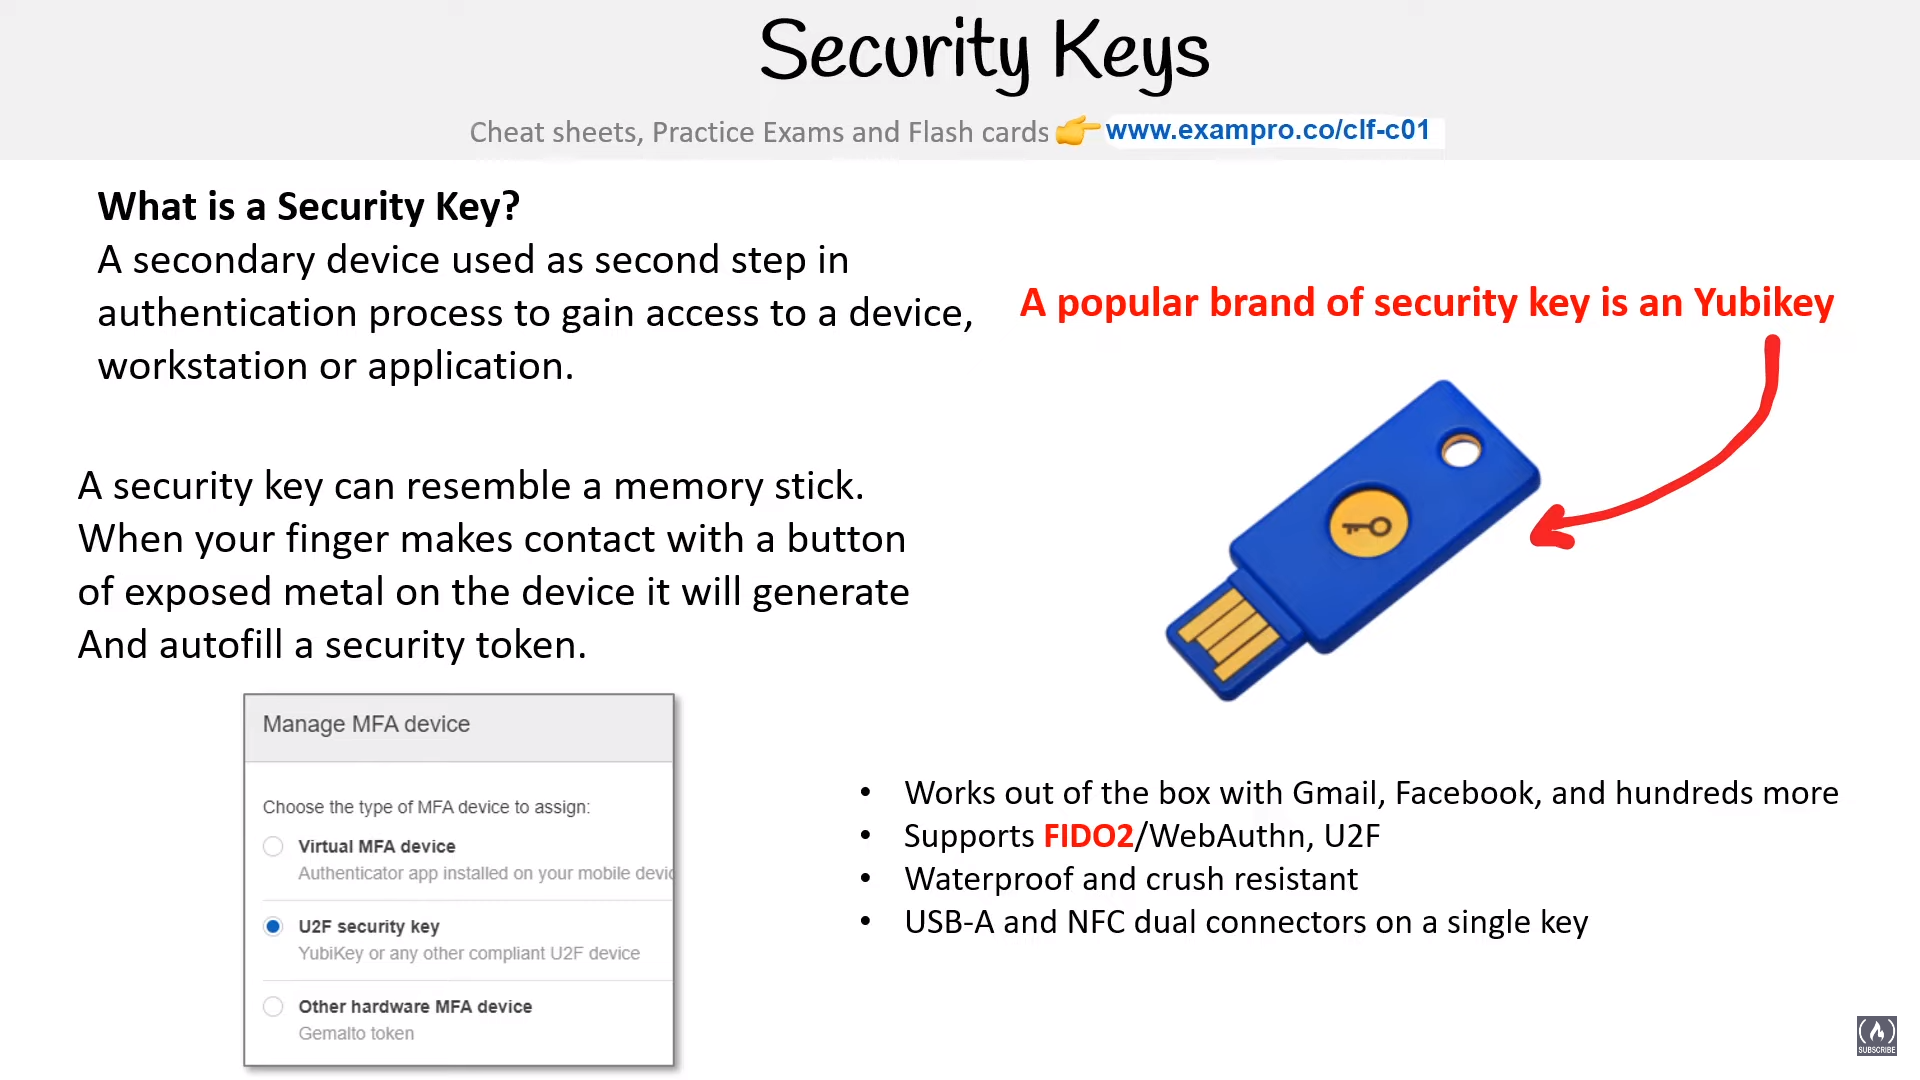 Security Keys
Cheat sheets, Practice Exams and Flash cards 👉 www.exampro.co/clf-c01
What is a Security Key?
A secondary device used as second step in
authentication process to gain access to a device,
workstation or application.
A popular brand of security key is an Yubikey
A security key can resemble a memory stick.
When your finger makes contact with a button
of exposed metal on the device it will generate
And autofill a security token.
Manage MFA device
Choose the type of MFA device to assign:
Virtual MFA device
Authenticator app installed on your mobile devic
U2F security key
YubiKey or any other compliant U2F device
Other hardware MFA device
Gemalto token
• Works out of the box with Gmail, Facebook, and hundreds more
• Supports FIDO2/WebAuthn, U2F
• Waterproof and crush resistant
• USB-A and NFC dual connectors on a single key
SUBSCRIBE